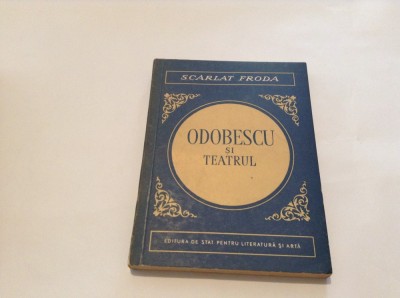 SCARLAT FRODA
ODOBESCU
ȘI
TEATRUL
EDITURA DE STAT PENTRU LITERATURĂ ȘI ARTĂ